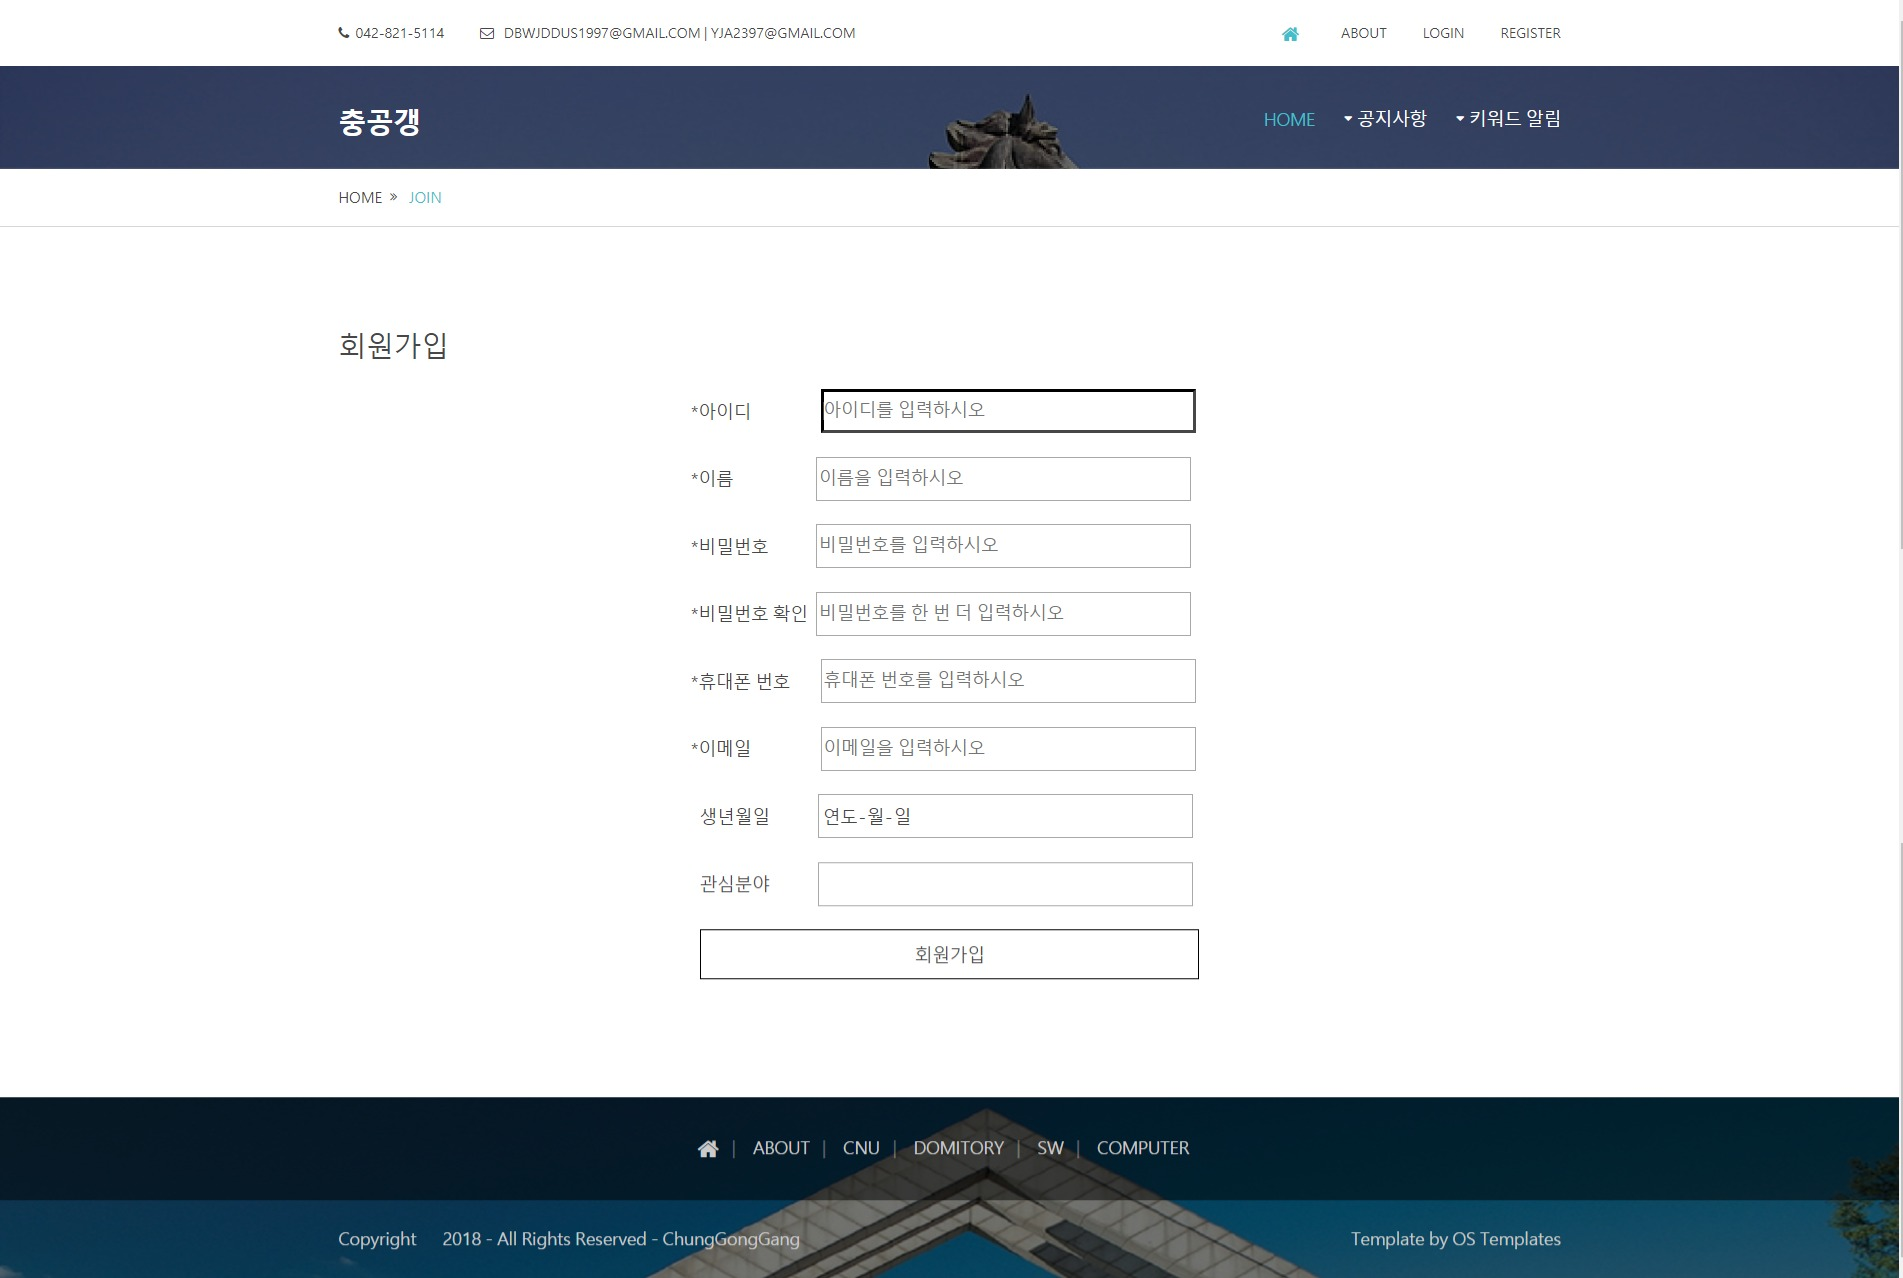 042-821-5114 DBWJDDUS1997@GMAIL.COM | YJA2397@GMAIL.COM ABOUT LOGIN REGISTER
충공갱 HOME 공지사항 키워드 알림
HOME » JOIN
회원가입
*아이디 아이디를 입력하시오
*이름 이름을 입력하시오
*비밀번호 비밀번호를 입력하시오
*비밀번호 확인 비밀번호를 한 번 더 입력하시오
*휴대폰 번호 휴대폰 번호를 입력하시오
*이메일 이메일을 입력하시오
생년월일 연도-월-일
관심분야
회원가입
| ABOUT | CNU | DOMITORY | SW | COMPUTER
Copyright 2018 - All Rights Reserved - ChungGongGang Template by OS Templates